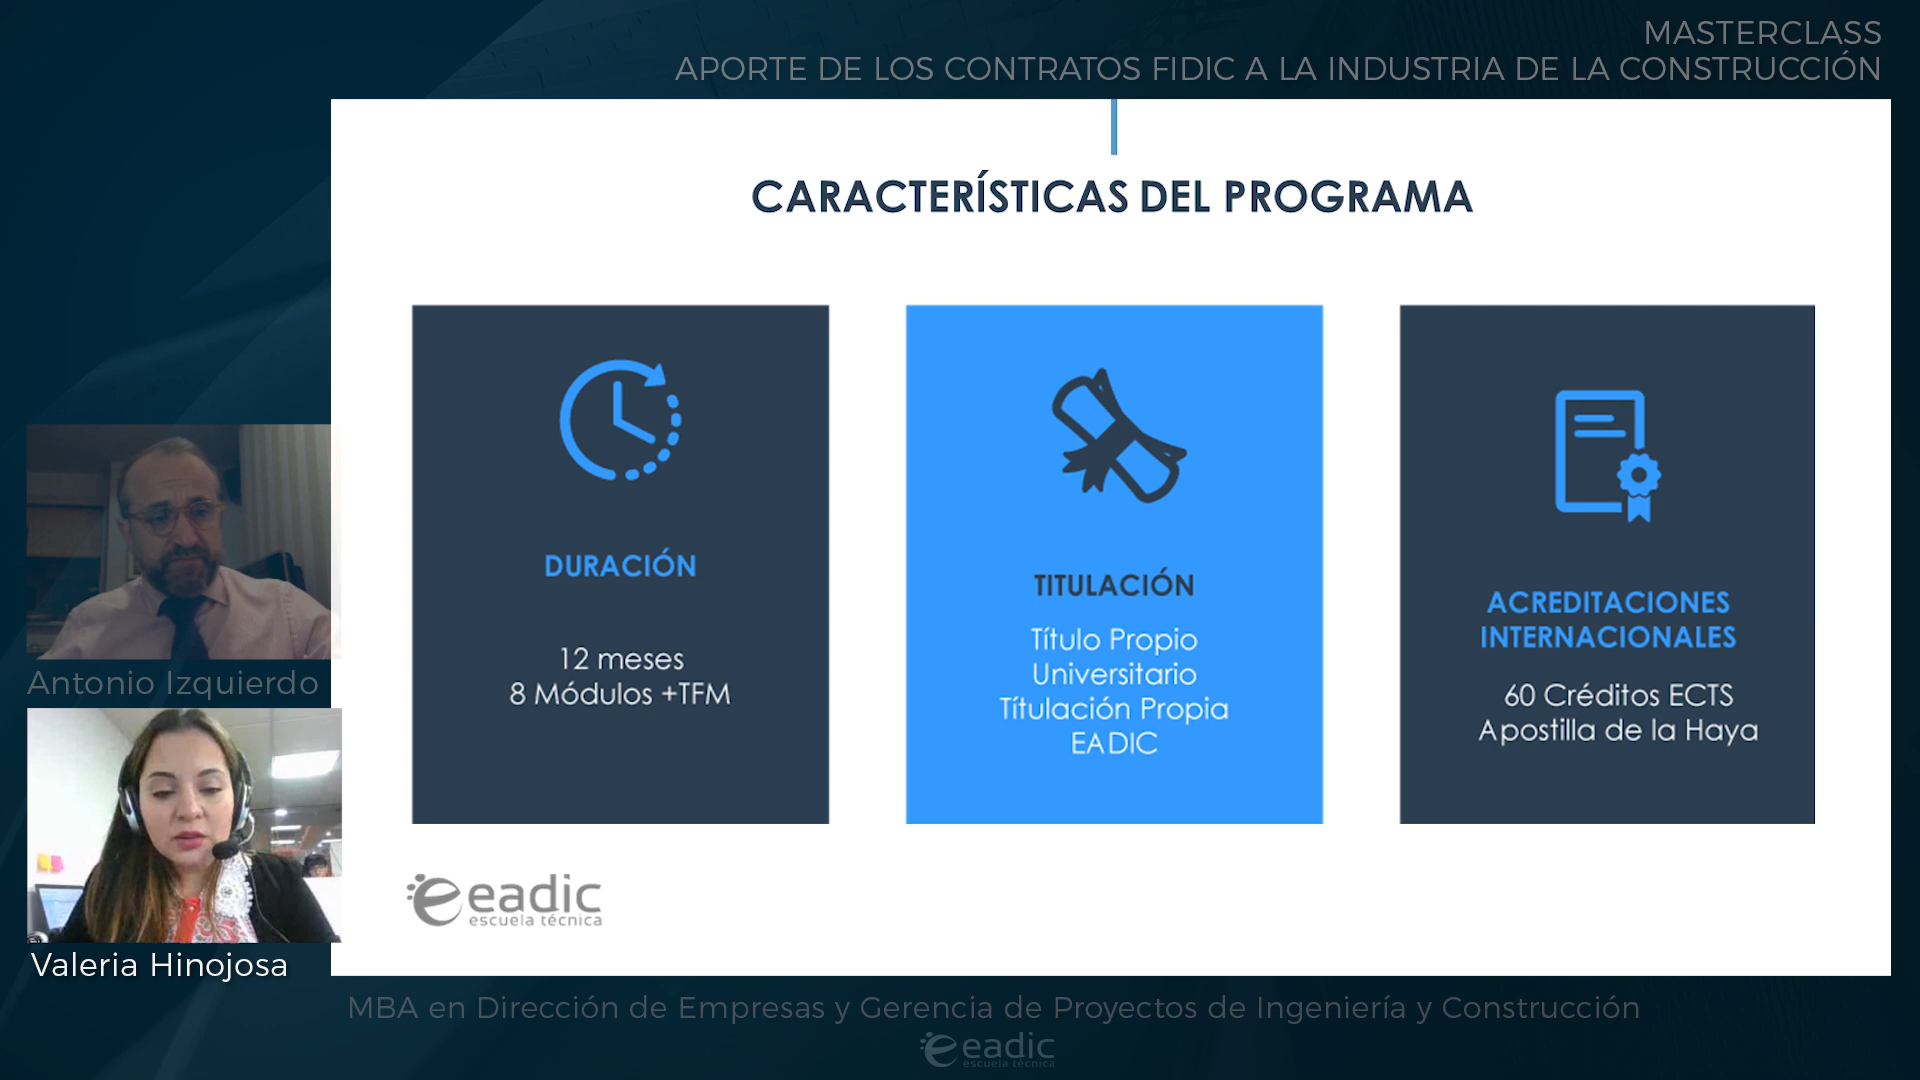 MASTERCLASS
APORTE DE LOS CONTRATOS FIDIC A LA INDUSTRIA DE LA CONSTRUCCIÓN
CARACTERÍSTICAS DEL PROGRAMA
DURACIÓN
12 meses
8 Módulos +TFM
TITULACIÓN
Título Propio
Universitario
Títulación Propia
EADIC
ACREDITACIONES
INTERNACIONALES
60 Créditos ECTS
Apostilla de la Haya
Antonio Izquierdo
Valeria Hinojosa
eadic
escuela técnica
MBA en Dirección de Empresas y Gerencia de Proyectos de Ingeniería y Construcción
eadic
escuela técnica